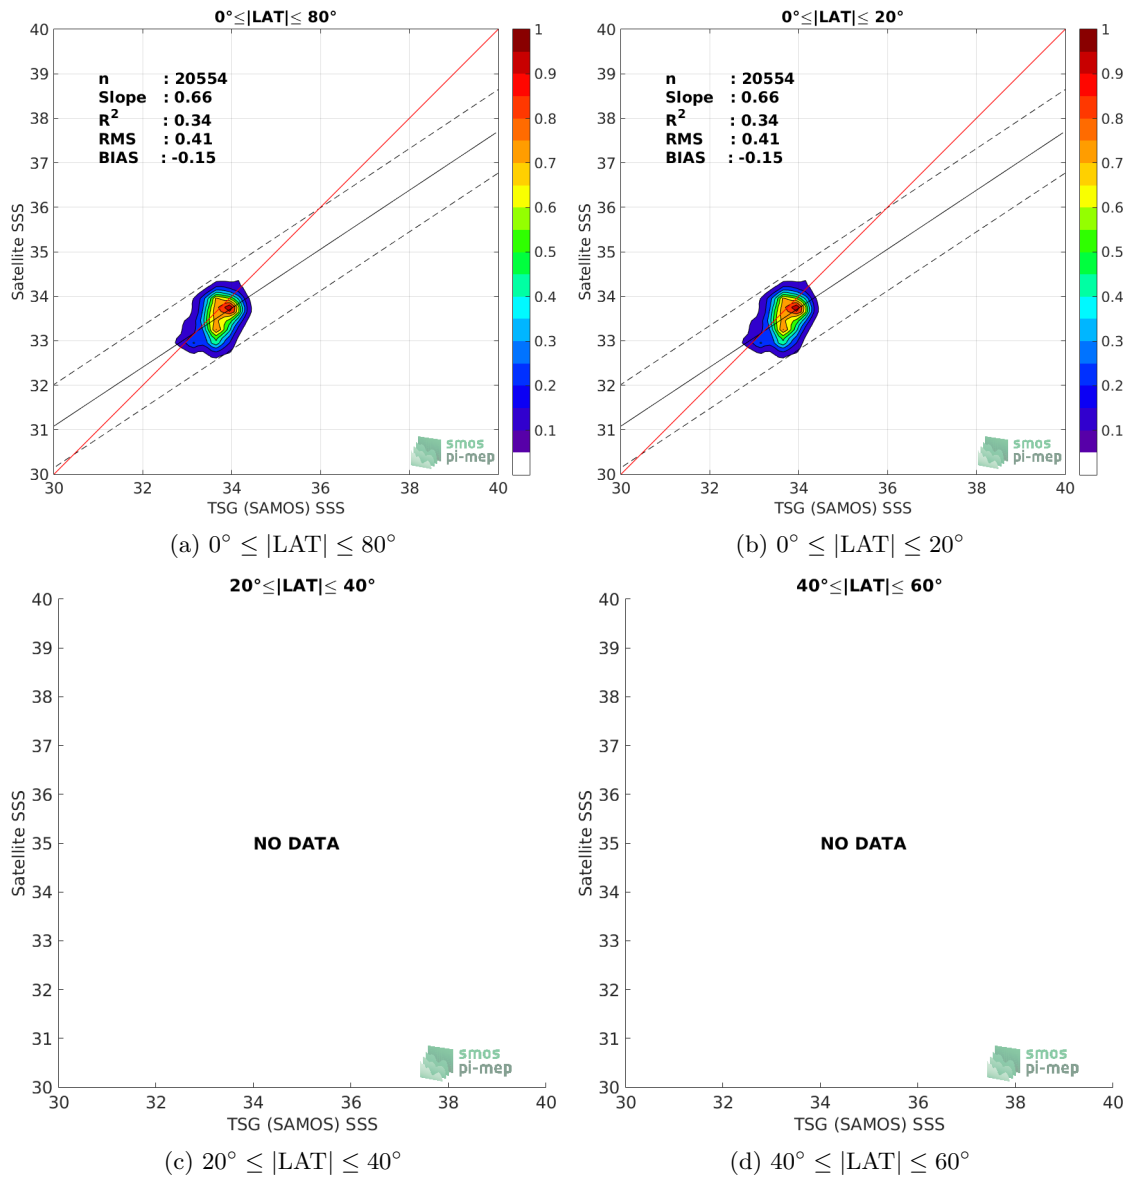 0°≤|LAT|≤ 80°
40
39
38
37
36
35
34
33
32
31
30
Satellite SSS
n : 20554
Slope : 0.66
R2 : 0.34
RMS : 0.41
BIAS : -0.15
smos
pi-mep
30 32 34 36 38 40
TSG (SAMOS) SSS
1
0.9
0.8
0.7
0.6
0.5
0.4
0.3
0.2
0.1
(a) 0° ≤ |LAT| ≤ 80°
0°≤|LAT|≤ 20°
40
39
38
37
36
35
34
33
32
31
30
Satellite SSS
n : 20554
Slope : 0.66
R2 : 0.34
RMS : 0.41
BIAS : -0.15
smos
pi-mep
30 32 34 36 38 40
TSG (SAMOS) SSS
1
0.9
0.8
0.7
0.6
0.5
0.4
0.3
0.2
0.1
(b) 0° ≤ |LAT| ≤ 20°
20°≤|LAT|≤ 40°
40
39
38
37
36
35
34
33
32
31
30
Satellite SSS
NO DATA
smos
pi-mep
30 32 34 36 38 40
TSG (SAMOS) SSS
(c) 20° ≤ |LAT| ≤ 40°
40°≤|LAT|≤ 60°
40
39
38
37
36
35
34
33
32
31
30
Satellite SSS
NO DATA
smos
pi-mep
30 32 34 36 38 40
TSG (SAMOS) SSS
(d) 40° ≤ |LAT| ≤ 60°